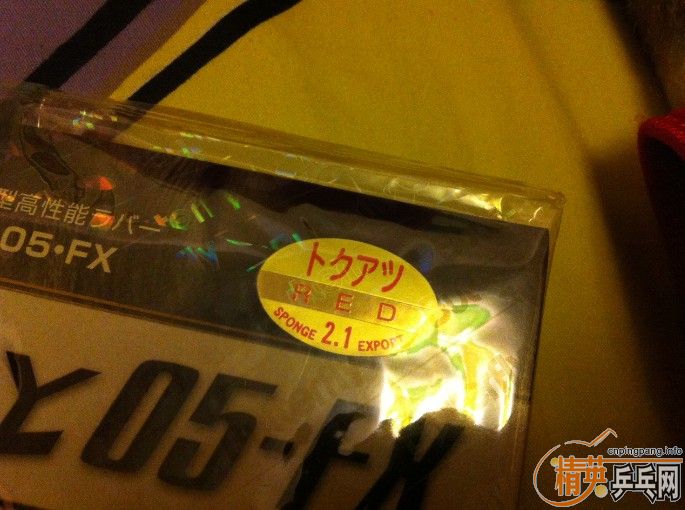 型高性能ラバー
05・FX
トクアツ
RED
SPONGE 2.1 EXPORT
05-FX
cnpingpang.info
精英乒乓网